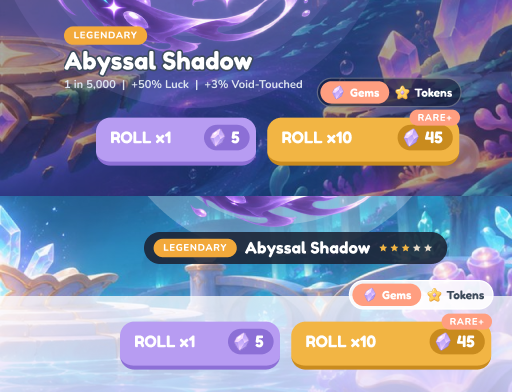 LEGENDARY
Abyssal Shadow
1 in 5,000 | +50% Luck | +3% Void-Touched
Gems Tokens
RARE+
ROLL x1 5 ROLL x10 45
LEGENDARY Abyssal Shadow ★★★★★
Gems Tokens
RARE+
ROLL x1 5 ROLL x10 45